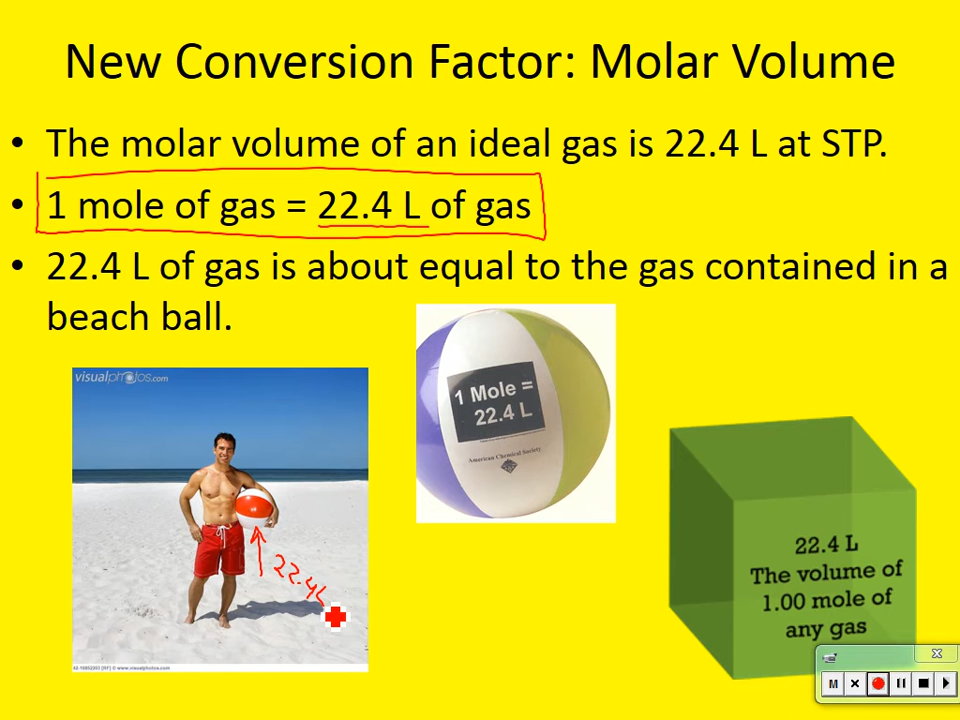 New Conversion Factor: Molar Volume
• The molar volume of an ideal gas is 22.4 L at STP.
• 1 mole of gas = 22.4 L of gas
• 22.4 L of gas is about equal to the gas contained in a
beach ball.
visualphotos.com
1 Mole =
22.4 L
American Chemical Society
22.4L
22.4 L
The volume of
1.00 mole of
any gas
M